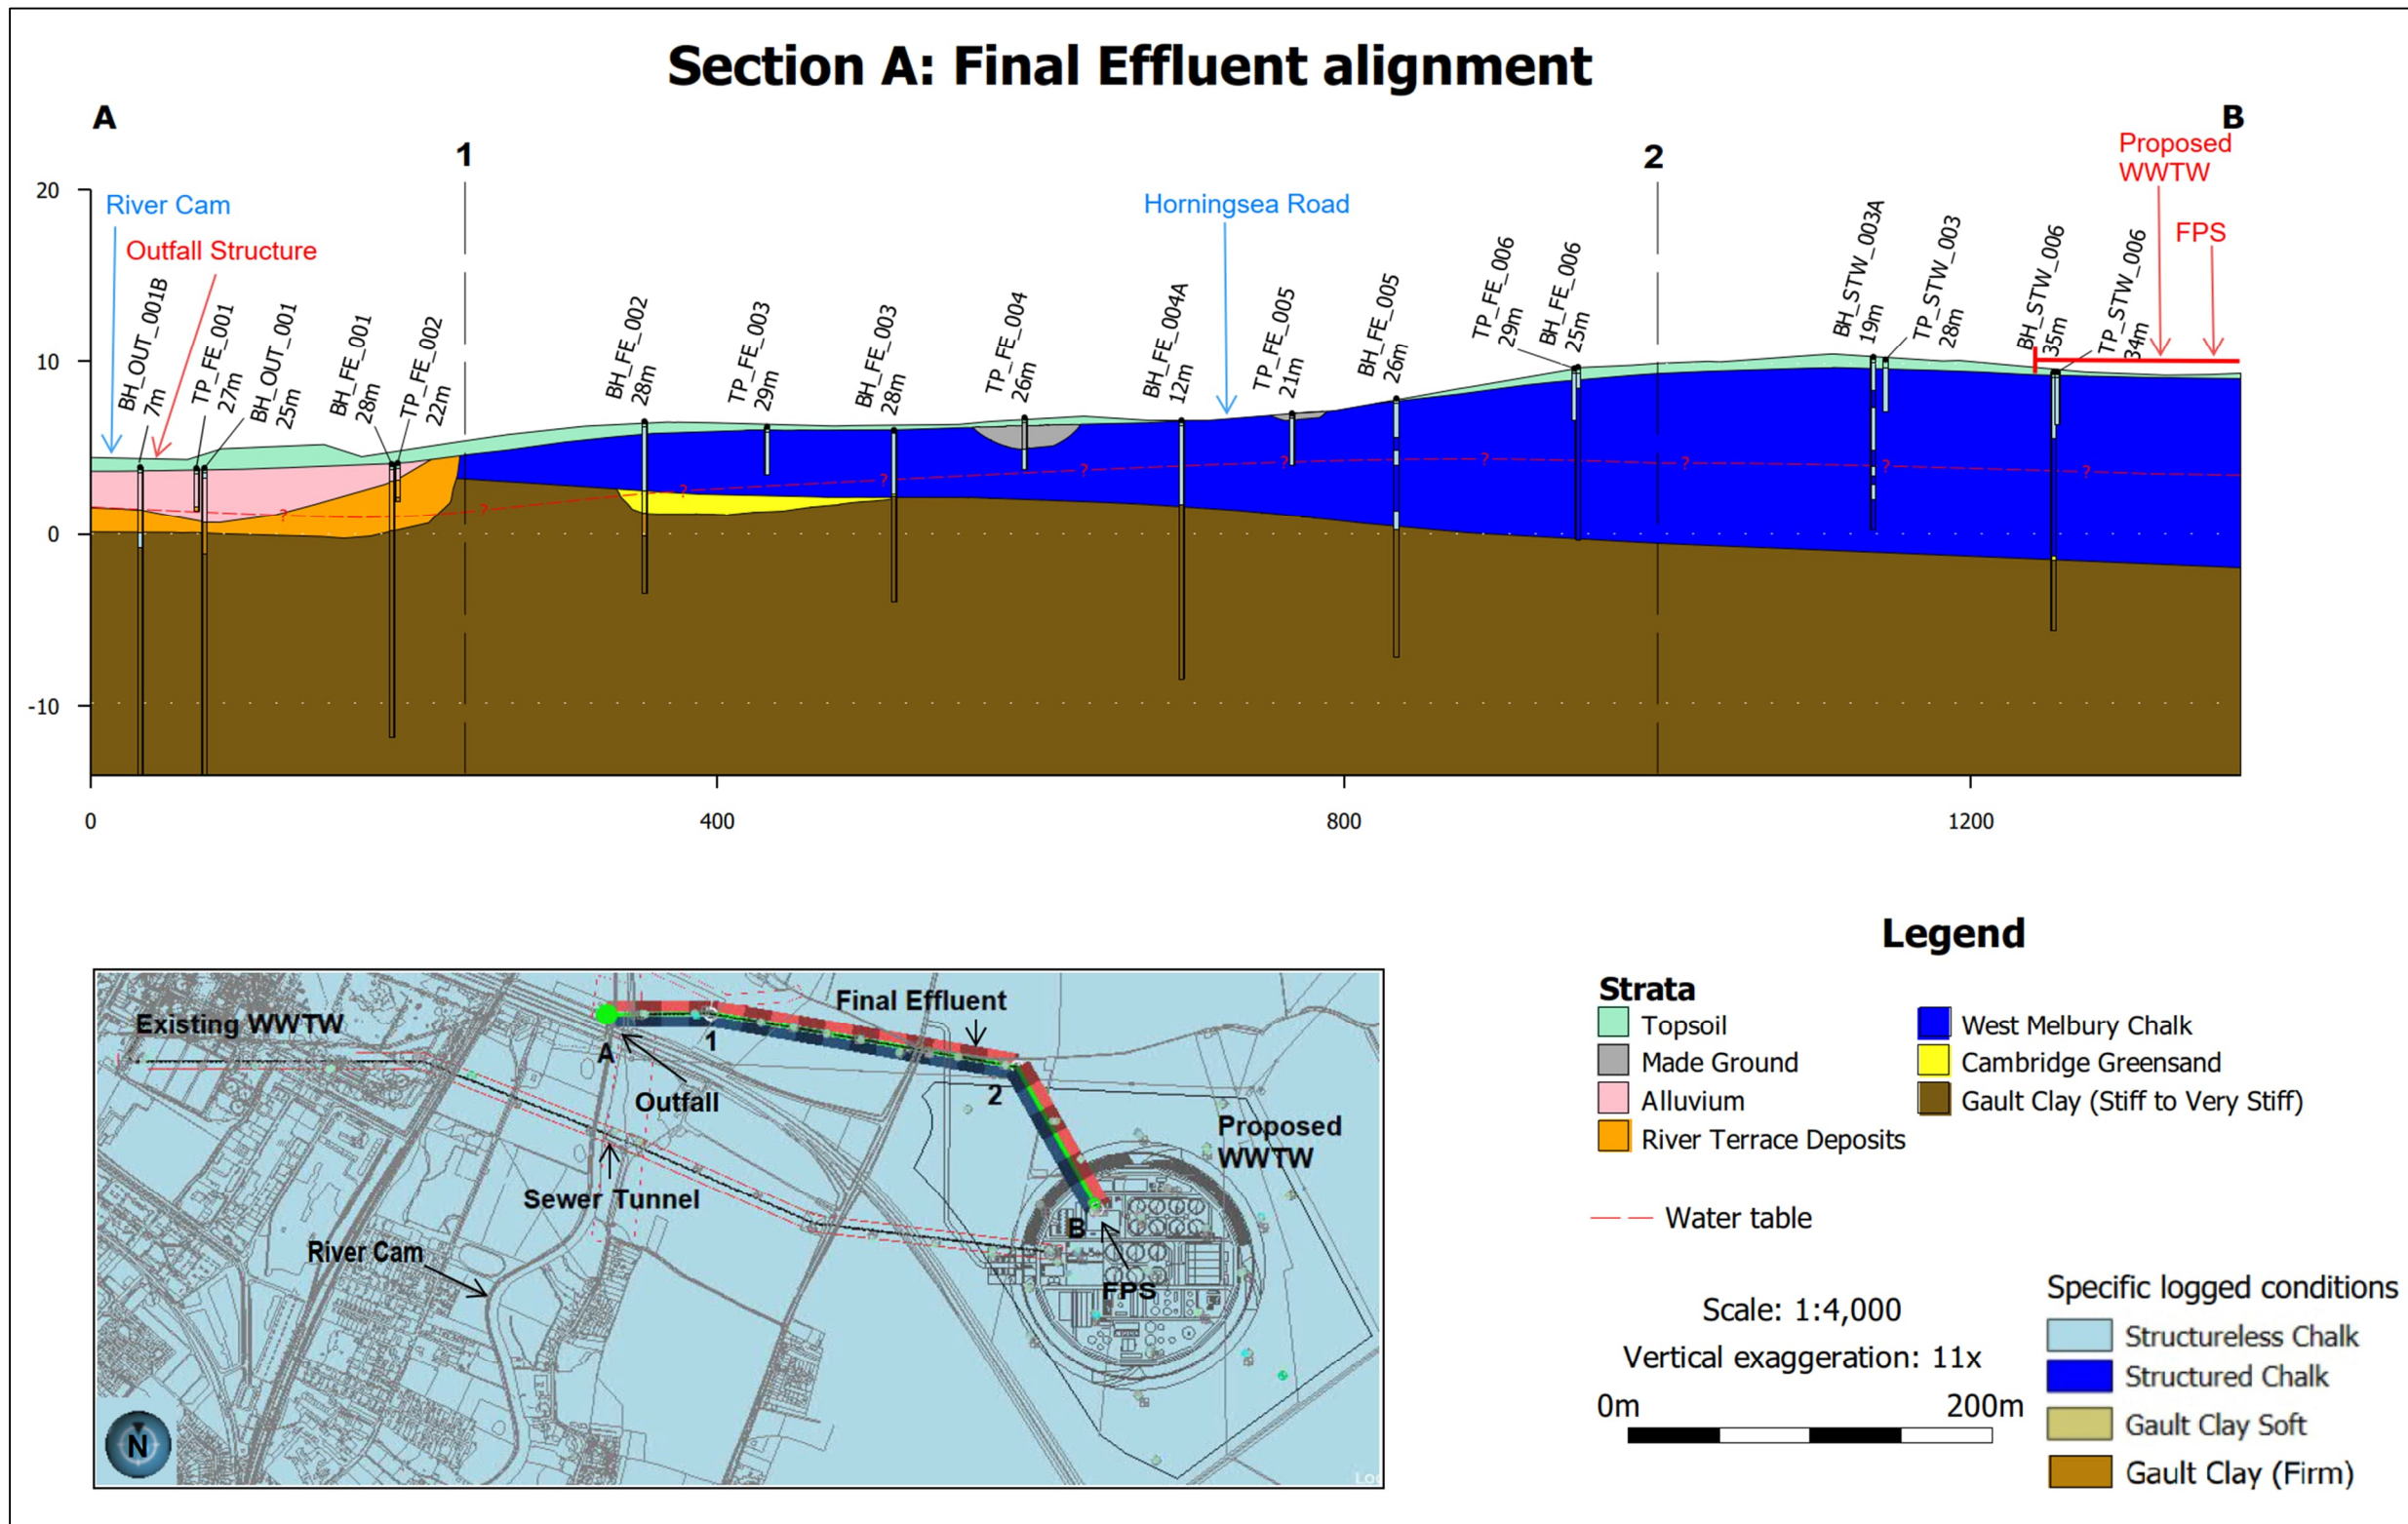 Section A: Final Effluent alignment
A
B
1
2
Proposed
WWTW
FPS
River Cam
Outfall Structure
Horningsea Road
20
10
0
-10
BH_OUT_001B
7m
TP_FE_001
27m
BH_OUT_001
25m
BH_FE_001
28m
TP_FE_002
22m
BH_FE_002
28m
TP_FE_003
29m
BH_FE_003
28m
TP_FE_004
26m
BH_FE_004A
12m
TP_FE_005
21m
BH_FE_005
26m
TP_FE_006
29m
BH_FE_006
25m
BH_STW_003A
19m
TP_STW_003
28m
BH_STW_006
35m
TP_STW_006
34m
? ? ? ? ? ? ? ? ? ?
0
400
800
1200
Existing WWTW
Final Effluent
A
1
Outfall
2
Proposed
WWTW
Sewer Tunnel
River Cam
B
FPS
N
Loc
Legend
Strata
Topsoil
Made Ground
Alluvium
River Terrace Deposits
West Melbury Chalk
Cambridge Greensand
Gault Clay (Stiff to Very Stiff)
Water table
Scale: 1:4,000
Vertical exaggeration: 11x
0m
200m
Specific logged conditions
Structureless Chalk
Structured Chalk
Gault Clay Soft
Gault Clay (Firm)